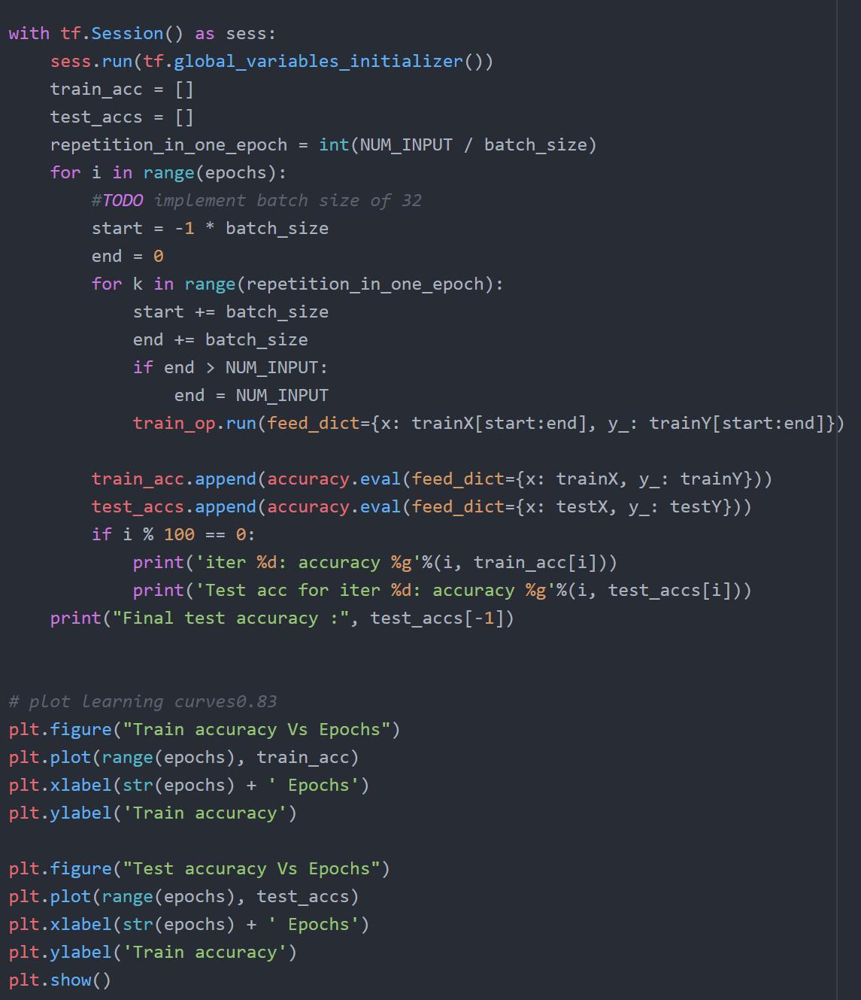 with tf.Session() as sess:
    sess.run(tf.global_variables_initializer())
    train_acc = []
    test_accs = []
    repetition_in_one_epoch = int(NUM_INPUT / batch_size)
    for i in range(epochs):
        #TODO implement batch size of 32
        start = -1 * batch_size
        end = 0
        for k in range(repetition_in_one_epoch):
            start += batch_size
            end += batch_size
            if end > NUM_INPUT:
                end = NUM_INPUT
            train_op.run(feed_dict={x: trainX[start:end], y_: trainY[start:end]})

        train_acc.append(accuracy.eval(feed_dict={x: trainX, y_: trainY}))
        test_accs.append(accuracy.eval(feed_dict={x: testX, y_: testY}))
        if i % 100 == 0:
            print('iter %d: accuracy %g'%(i, train_acc[i]))
            print('Test acc for iter %d: accuracy %g'%(i, test_accs[i]))
    print("Final test accuracy :", test_accs[-1])


# plot learning curves0.83
plt.figure("Train accuracy Vs Epochs")
plt.plot(range(epochs), train_acc)
plt.xlabel(str(epochs) + ' Epochs')
plt.ylabel('Train accuracy')

plt.figure("Test accuracy Vs Epochs")
plt.plot(range(epochs), test_accs)
plt.xlabel(str(epochs) + ' Epochs')
plt.ylabel('Train accuracy')
plt.show()